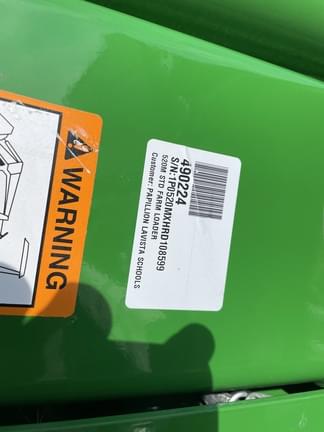 WARNING
490224
S/N:1P0520MXHRD108599
520M STD FARM LOADER
Customer: PAPILLION LAVISTA SCHOOLS